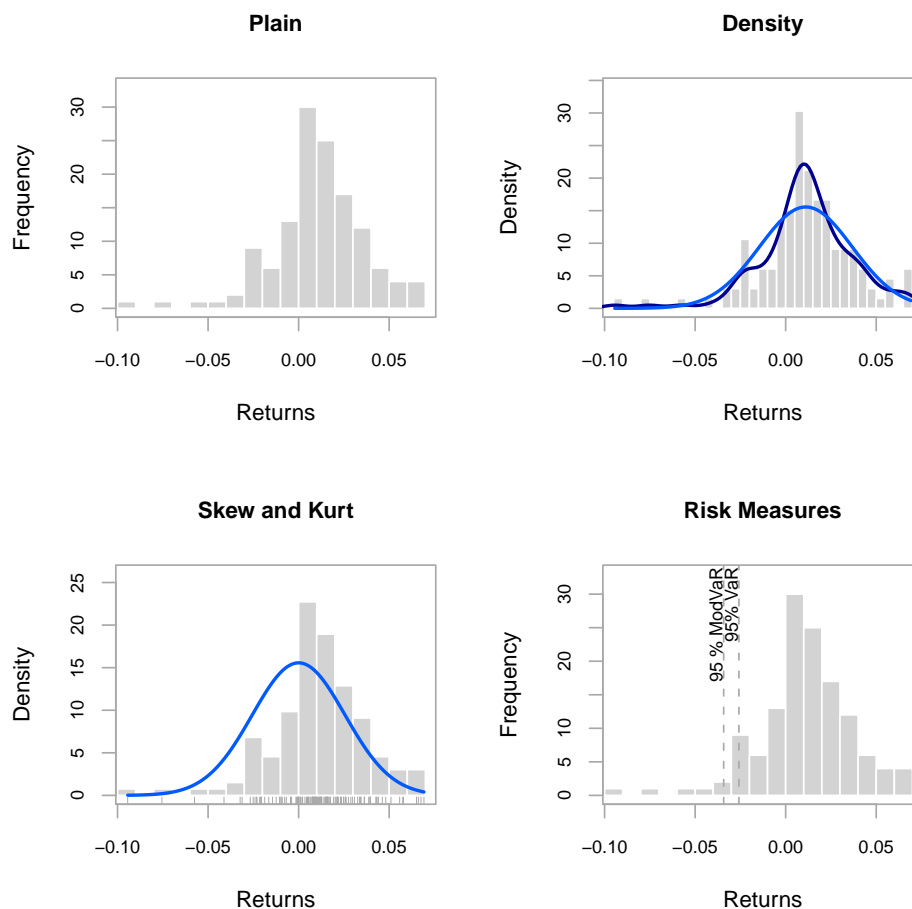 Plain
Frequency
0 5 10 20 30
−0.10 −0.05 0.00 0.05
Returns
Density
Density
0 5 10 20 30
−0.10 −0.05 0.00 0.05
Returns
Skew and Kurt
Density
0 5 10 15 20 25
−0.10 −0.05 0.00 0.05
Returns
Risk Measures
95 % ModVaR
95% VaR
Frequency
0 5 10 20 30
−0.10 −0.05 0.00 0.05
Returns